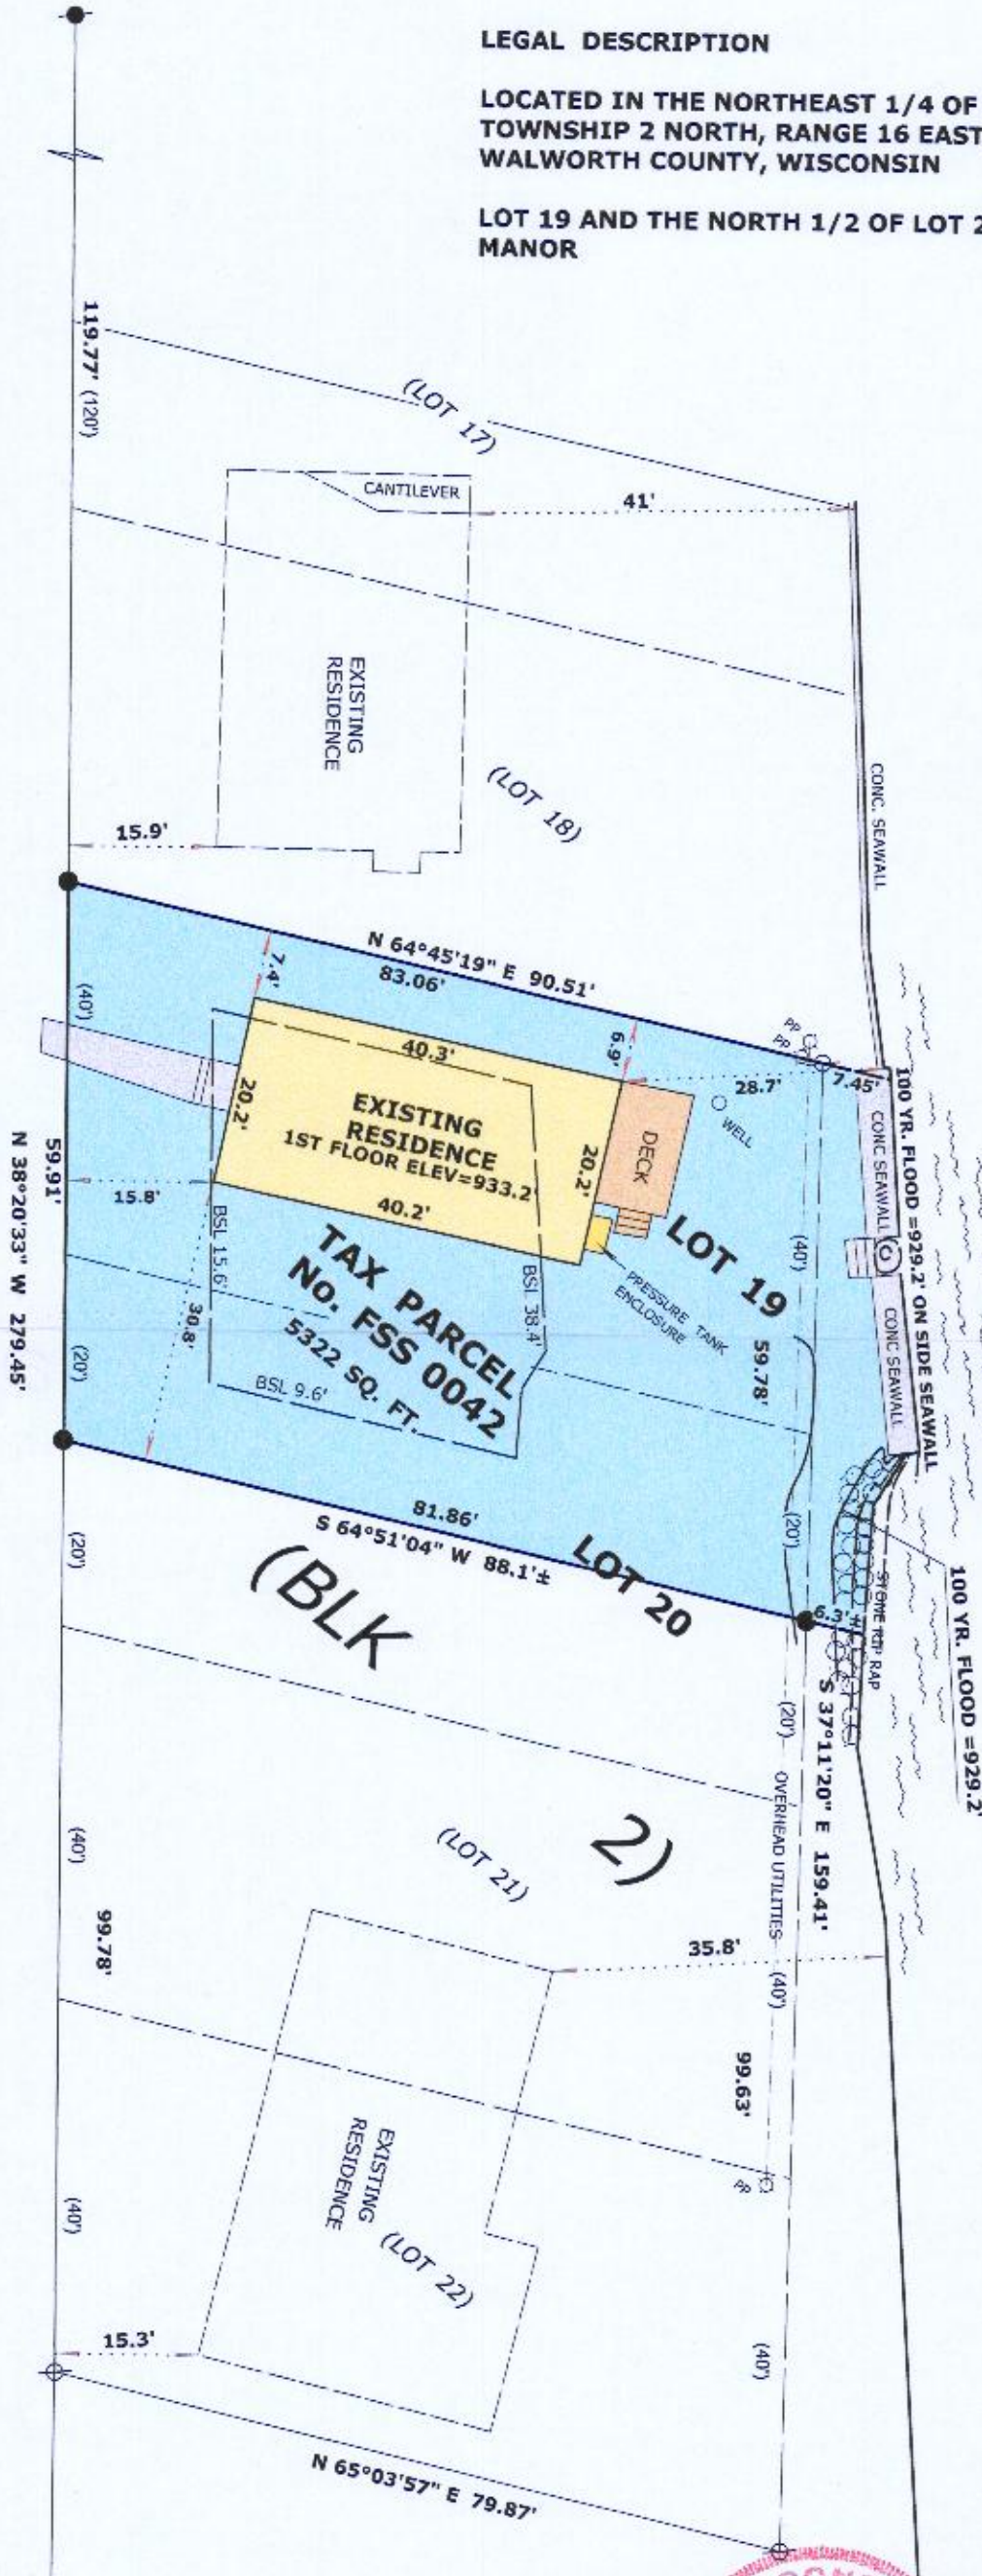 LEGAL DESCRIPTION
LOCATED IN THE NORTHEAST 1/4 OF
TOWNSHIP 2 NORTH, RANGE 16 EAST
WALWORTH COUNTY, WISCONSIN
LOT 19 AND THE NORTH 1/2 OF LOT 2
MANOR
119.77' (120')
(LOT 17)
CANTILEVER
41'
EXISTING
RESIDENCE
(LOT 18)
CONC. SEAWALL
15.9'
N 64°45'19" E 90.51'
83.06'
7.4'
6.9'
(40')
40.3'
20.2'
EXISTING
RESIDENCE
1ST FLOOR ELEV=933.2'
20.2'
40.2'
DECK
28.7'
WELL
PP
PP
7.45'
CONC SEAWALL
CONC SEAWALL
100 YR. FLOOD =929.2' ON SIDE SEAWALL
59.91'
N 38°20'33" W 279.45'
15.8'
BSL 15.6'
30.8'
BSL 38.4'
BSL 9.6'
LOT 19
(40')
PRESSURE TANK
ENCLOSURE
59.78'
TAX PARCEL
No. FSS 0042
5322 SQ. FT.
(20')
(20')
81.86'
S 64°51'04" W 88.1'±
LOT 20
6.3'±
STONE RIP RAP
100 YR. FLOOD =929.2'
(20')
(BLK
2)
(20')
OVERHEAD UTILITIES
S 37°11'20" E 159.41'
(40')
99.78'
(LOT 21)
35.8'
(40')
99.63'
PP
EXISTING
RESIDENCE
(LOT 22)
(40')
(40')
15.3'
N 65°03'57" E 79.87'